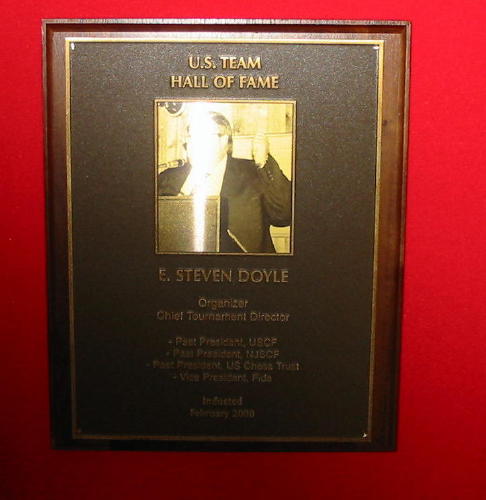 U.S. TEAM
HALL OF FAME
E. STEVEN DOYLE
Organizer
Chief Tournament Director
- Past President, USCF
- Past President, NJSCF
- Past President, US Chess Trust
- Vice President, Fide
Inducted
February 2000